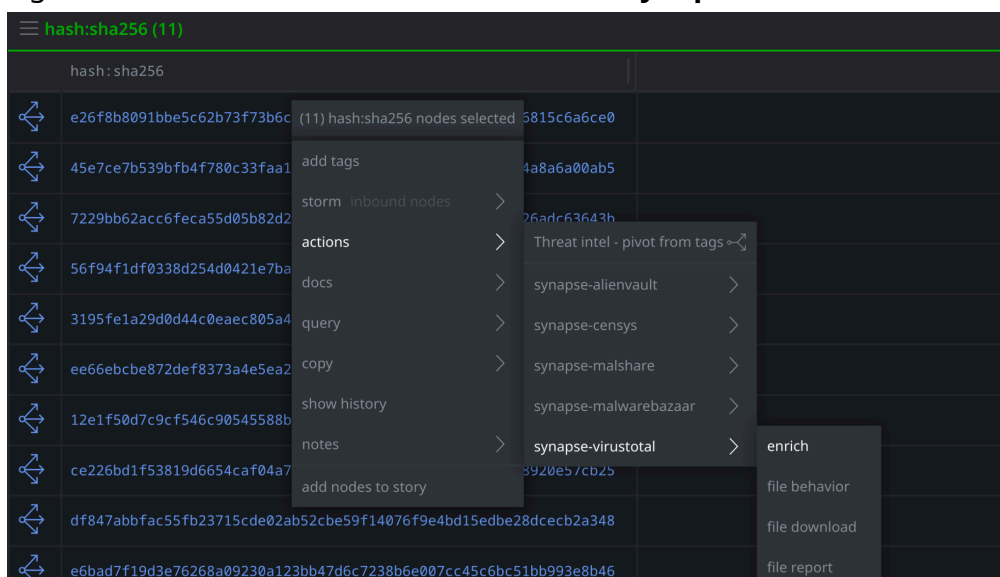 hash:sha256 (11)
hash:sha256
e26f8b8091bbe5c62b73f73b6c
6815c6a6ce0
45e7ce7b539bfb4f780c33faa1
4a8a6a00ab5
7229bb62acc6feca55d05b82d2
26adc63643b
56f94f1df0338d254d0421e7ba
3195fe1a29d0d44c0eaec805a4
ee66ebcbe872def8373a4e5ea2
12e1f50d7c9cf546c90545588b
ce226bd1f53819d6654caf04a7
8920e57cb25
df847abbfac55fb23715cde02ab52cbe59f14076f9e4bd15edbe28dcecb2a348
e6bad7f19d3e76268a09230a123bb47d6c7238b6e007cc45c6bc51bb993e8b46
(11) hash:sha256 nodes selected
add tags
storm inbound nodes
actions
docs
query
copy
show history
notes
add nodes to story
Threat intel - pivot from tags
synapse-alienvault
synapse-censys
synapse-malshare
synapse-malwarebazaar
synapse-virustotal
enrich
file behavior
file download
file report